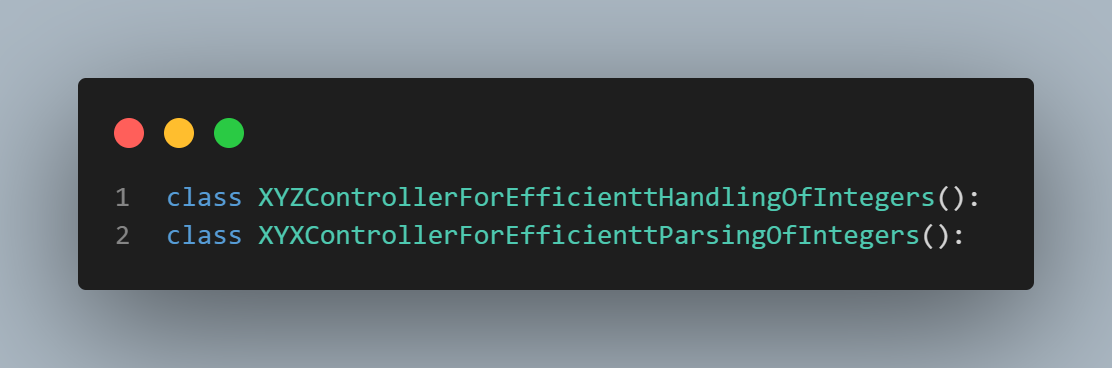 1 class XYZControllerForEfficienttHandlingOfIntegers():
2 class XYXControllerForEfficienttParsingOfIntegers():